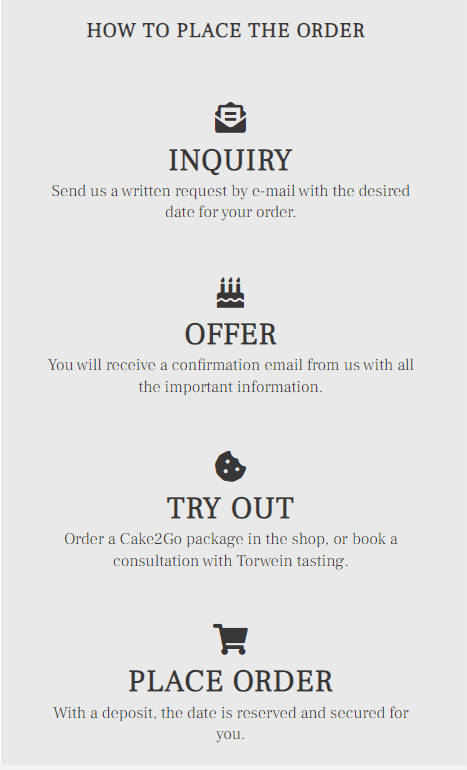 HOW TO PLACE THE ORDER
INQUIRY
Send us a written request by e-mail with the desired
date for your order.
OFFER
You will receive a confirmation email from us with all
the important information.
TRY OUT
Order a Cake2Go package in the shop, or book a
consultation with Torwein tasting.
PLACE ORDER
With a deposit, the date is reserved and secured for
you.